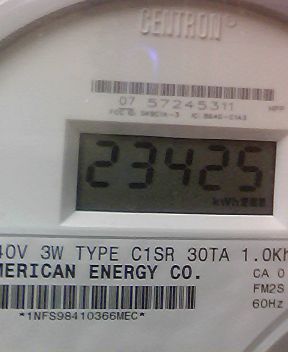 CENTRON
07 57245311
23425
kWh
40V 3W TYPE C1SR 30TA 1.0Kh
MERICAN ENERGY CO.
CA 0
FM2S
60Hz
*1NFS98410366MEC*